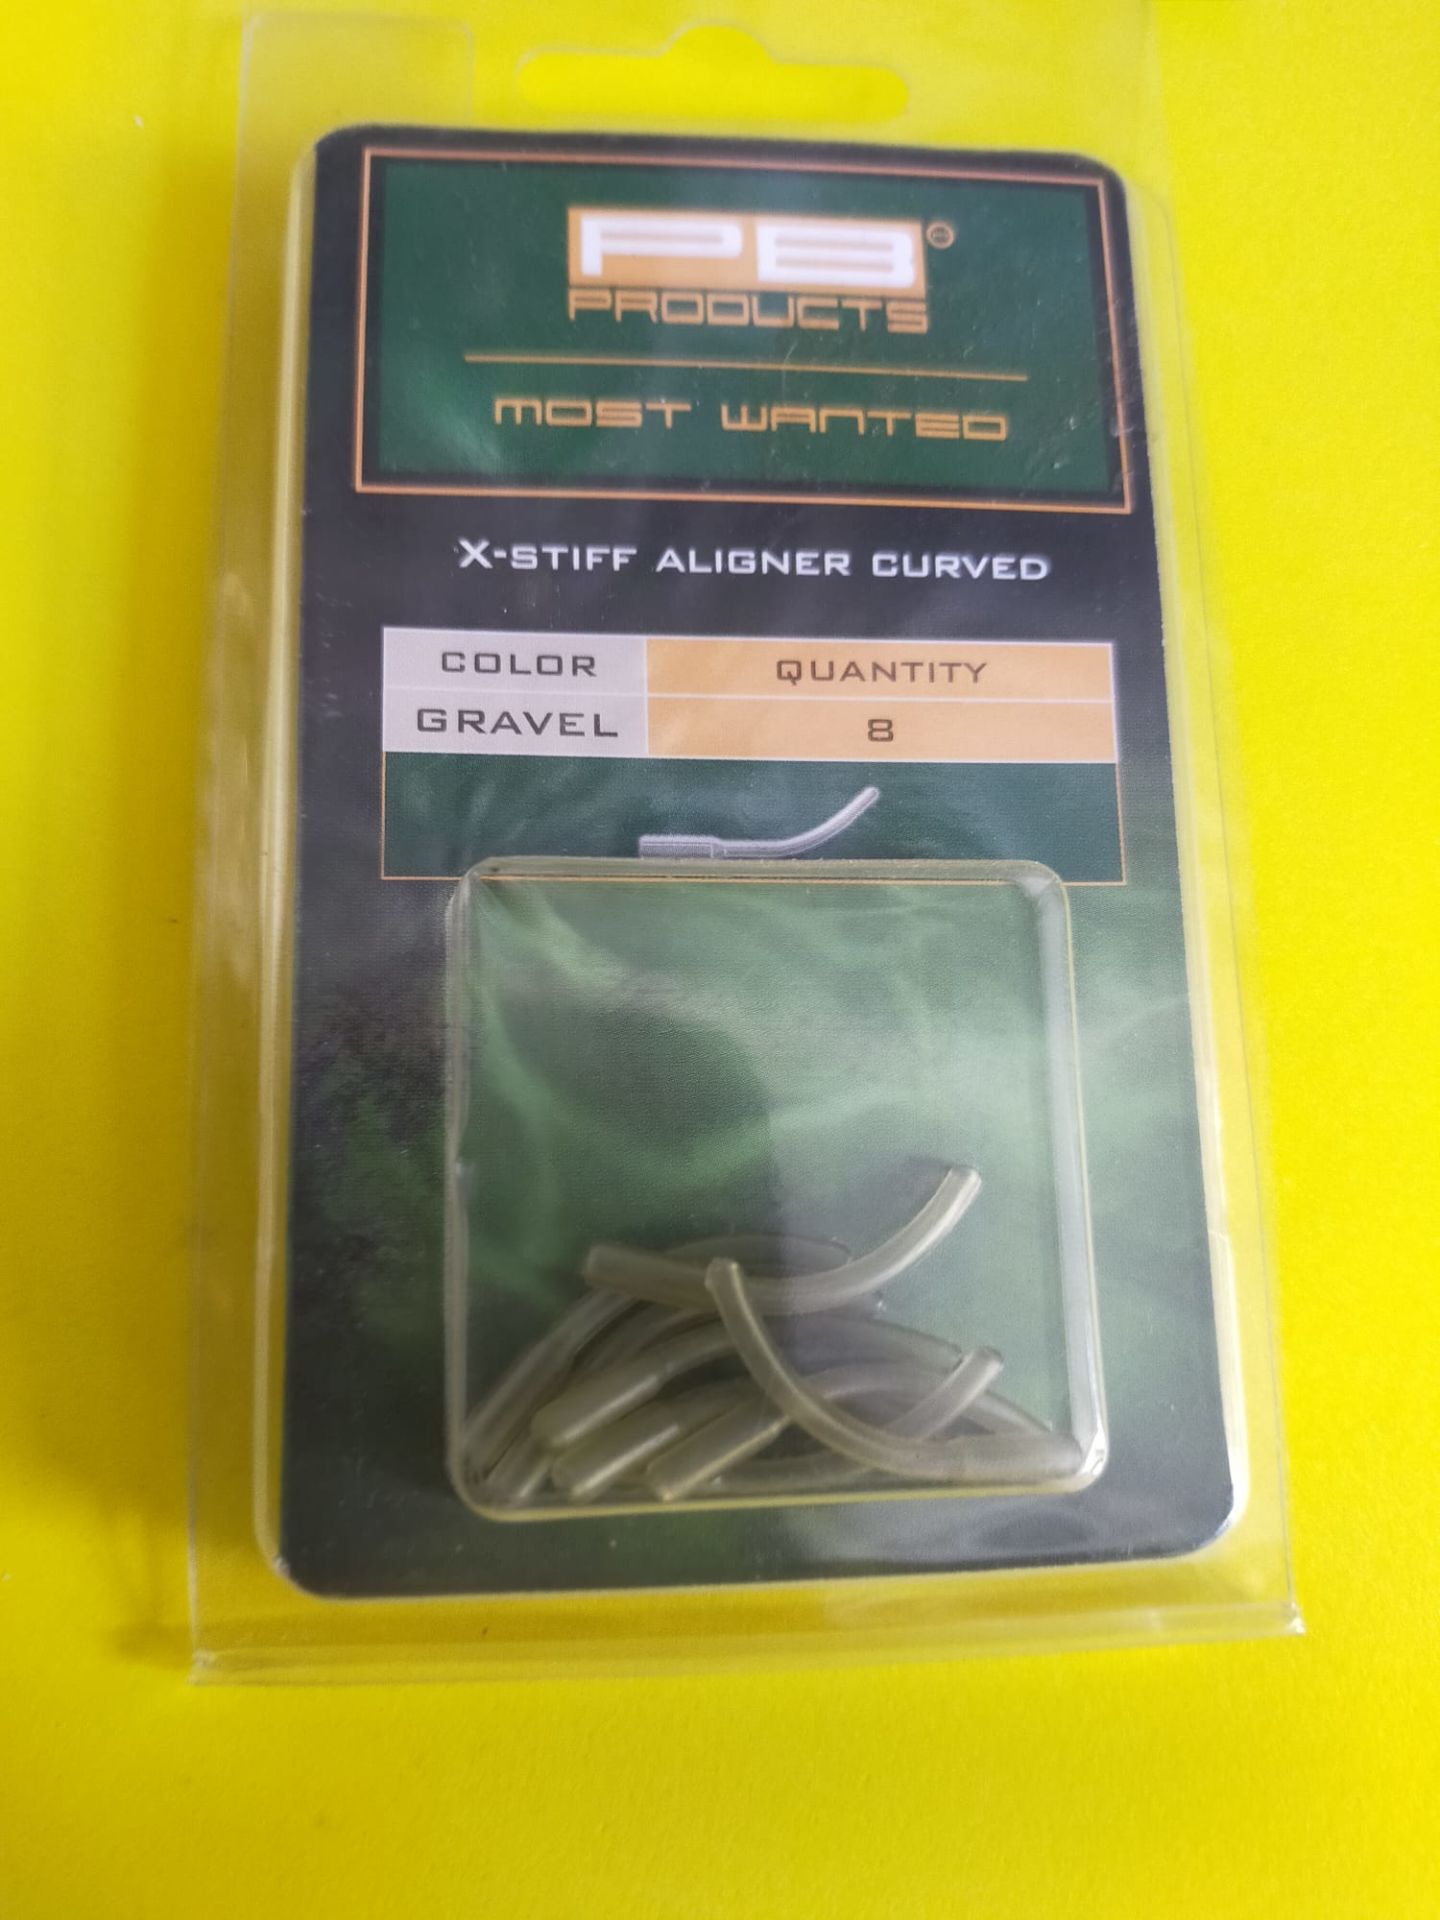 PB®
PRODUCTS
MOST WANTED
X-STIFF ALIGNER CURVED
COLOR QUANTITY
GRAVEL 8